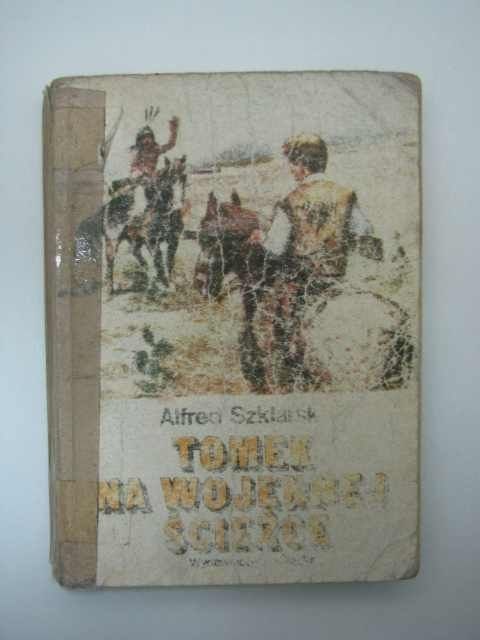 Alfred Szklarski
TOMEK
NA WOJENNEJ
ŚCIEŻCE